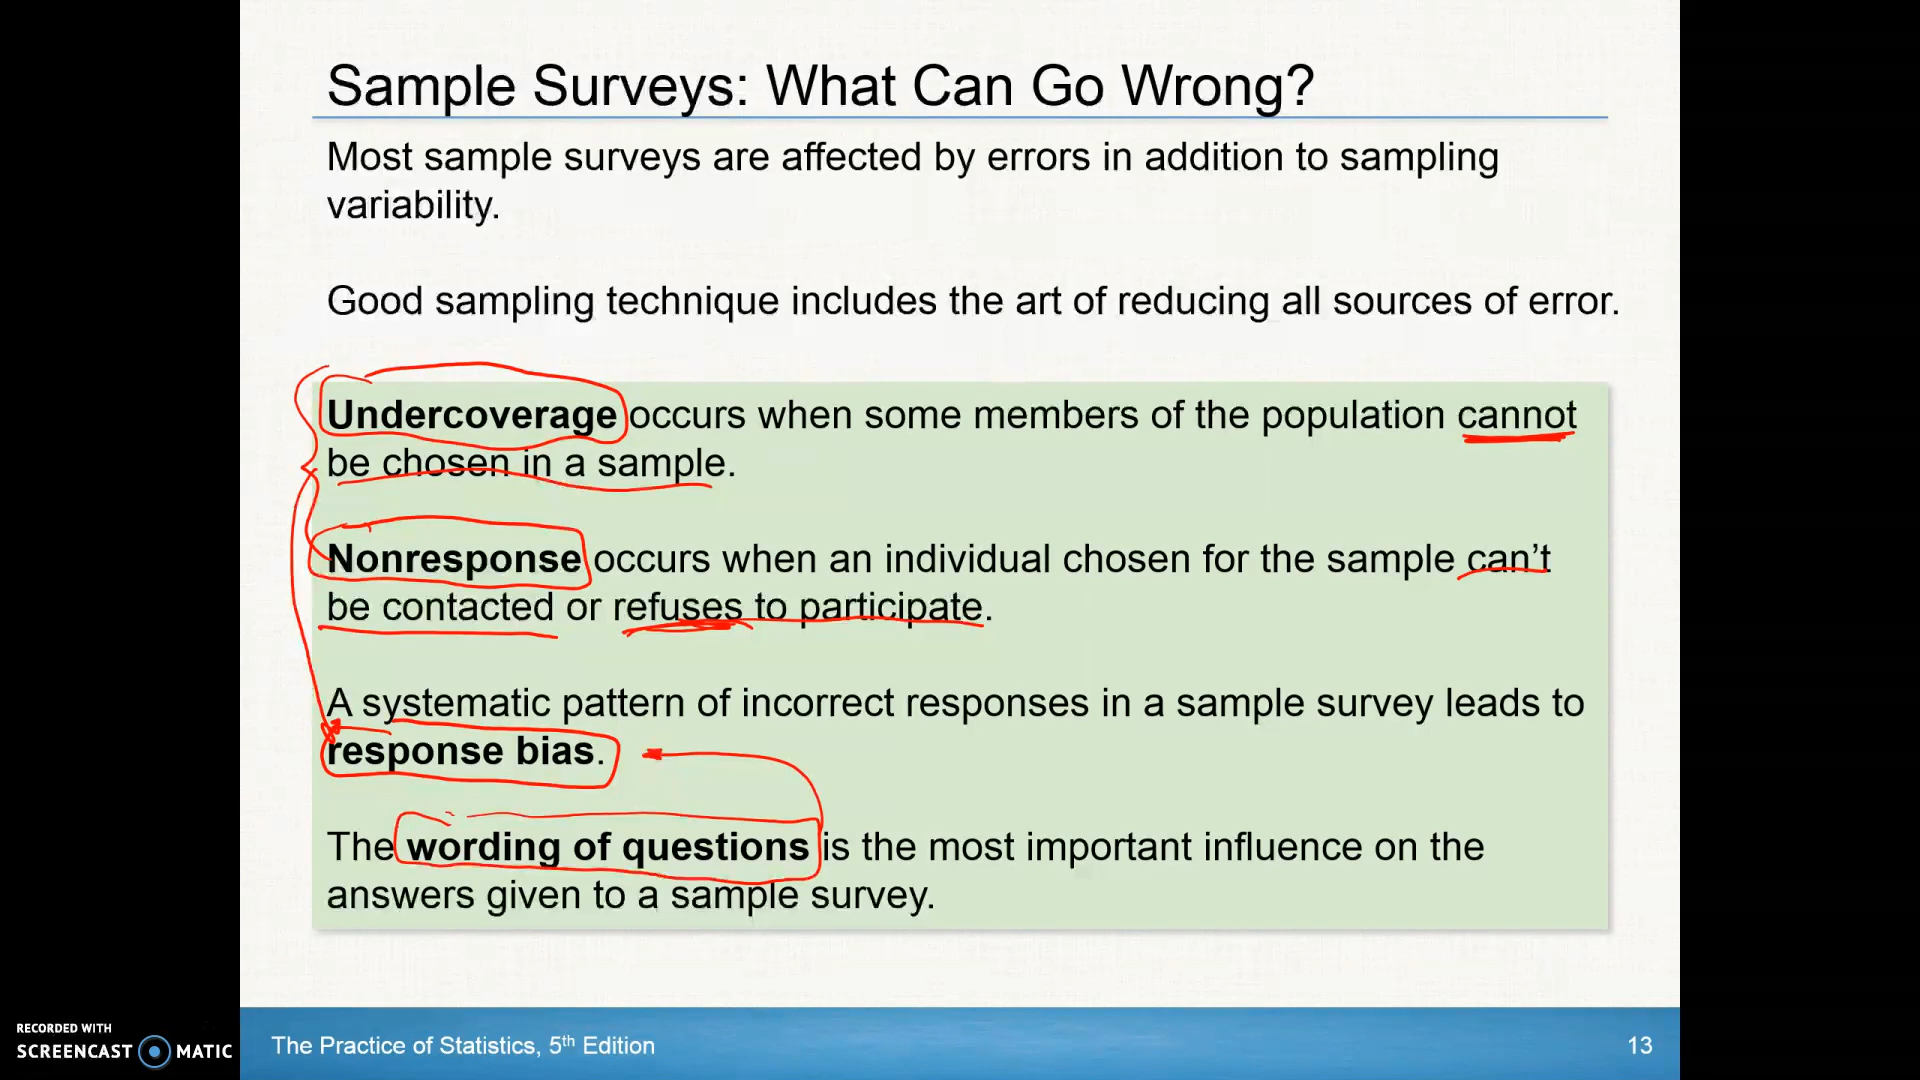 Sample Surveys: What Can Go Wrong?
Most sample surveys are affected by errors in addition to sampling
variability.
Good sampling technique includes the art of reducing all sources of error.
Undercoverage occurs when some members of the population cannot
be chosen in a sample.
Nonresponse occurs when an individual chosen for the sample can’t
be contacted or refuses to participate.
A systematic pattern of incorrect responses in a sample survey leads to
response bias.
The wording of questions is the most important influence on the
answers given to a sample survey.
RECORDED WITH
SCREENCAST MATIC
The Practice of Statistics, 5th Edition
13